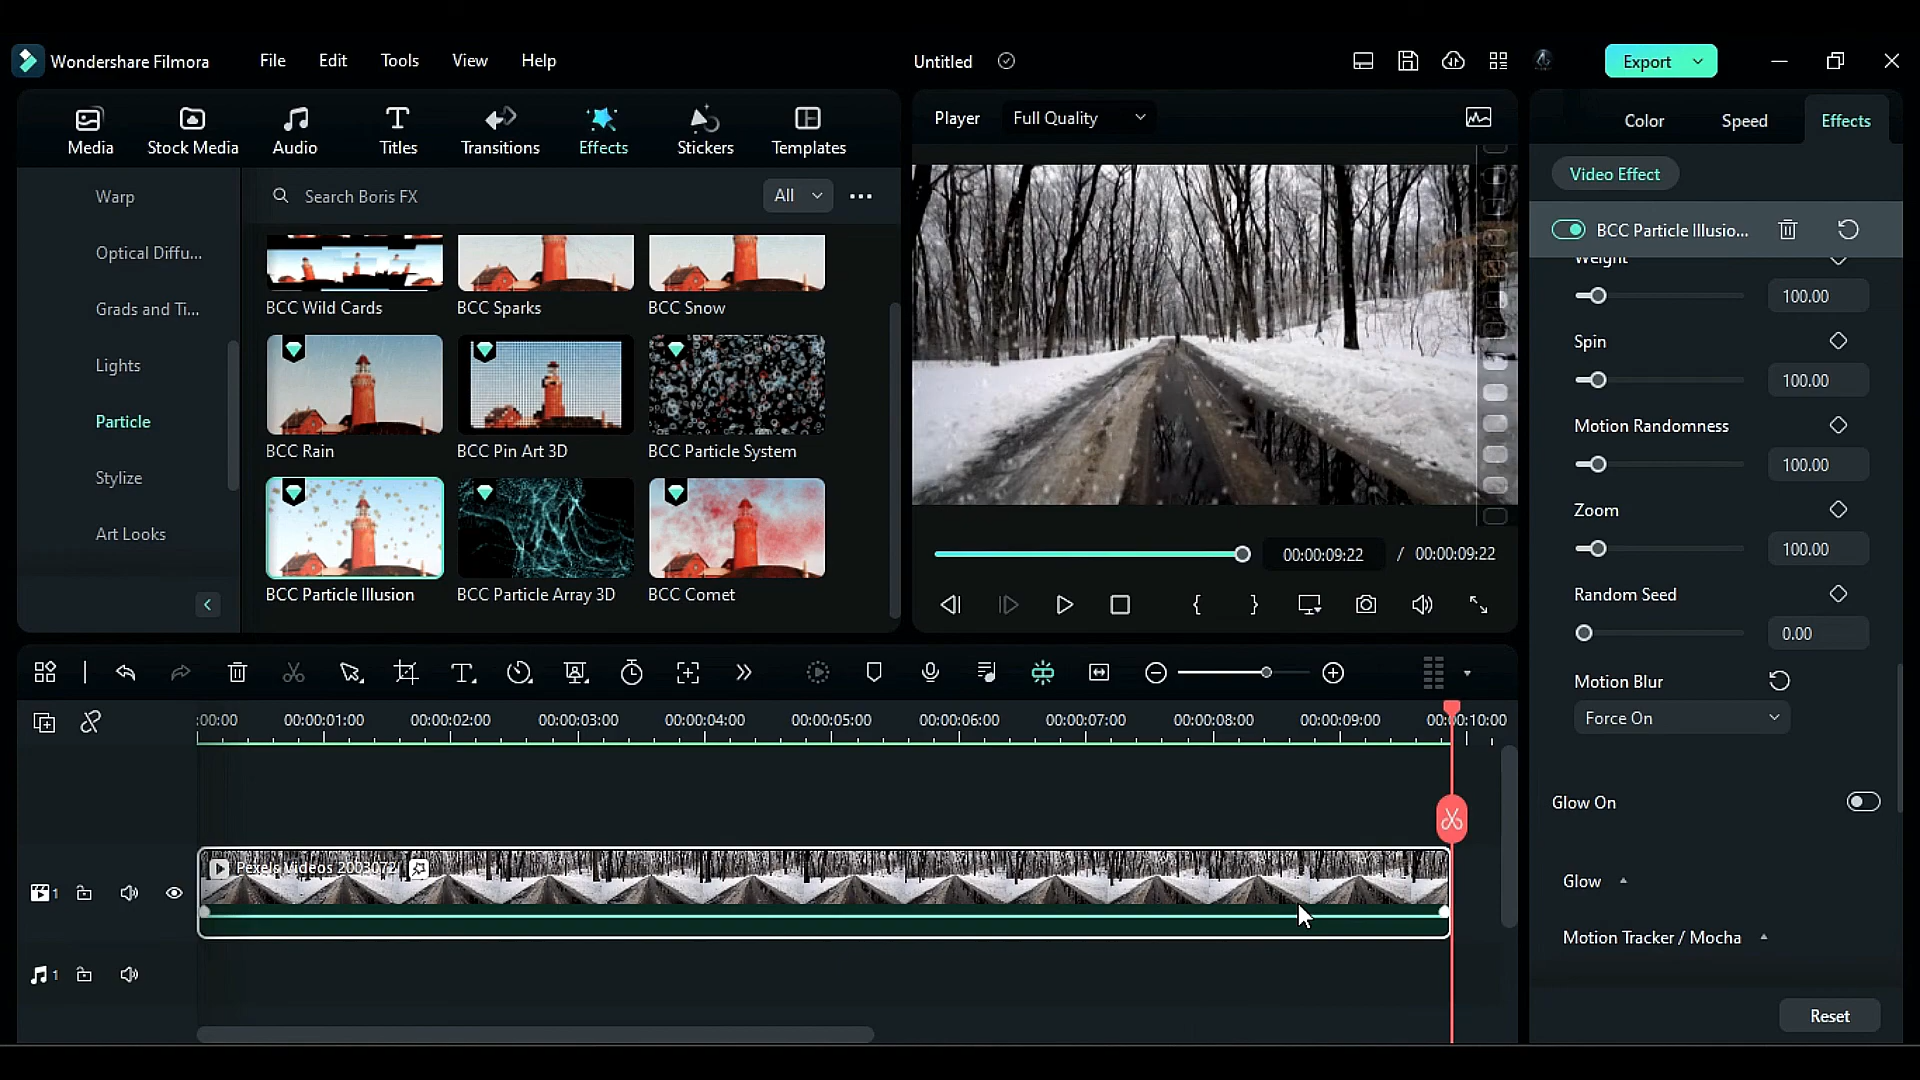 Wondershare Filmora
File
Edit
Tools
View
Help
Untitled
Export
Media
Stock Media
Audio
Titles
Transitions
Effects
Stickers
Templates
Player
Full Quality
Color
Speed
Effects
Video Effect
BCC Particle Illusio...
Warp
Optical Diffu...
Grads and Ti...
Lights
Particle
Stylize
Art Looks
Search Boris FX
All
BCC Wild Cards
BCC Sparks
BCC Snow
BCC Rain
BCC Pin Art 3D
BCC Particle System
BCC Particle Illusion
BCC Particle Array 3D
BCC Comet
00:00:09:22
/
00:00:09:22
Weight
100.00
Spin
100.00
Motion Randomness
100.00
Zoom
100.00
Random Seed
0.00
Motion Blur
Force On
Glow On
Glow
Motion Tracker / Mocha
Reset
:00:00
00:00:01:00
00:00:02:00
00:00:03:00
00:00:04:00
00:00:05:00
00:00:06:00
00:00:07:00
00:00:08:00
00:00:09:00
00:00:10:00
Pexels Videos 2003072
1
1